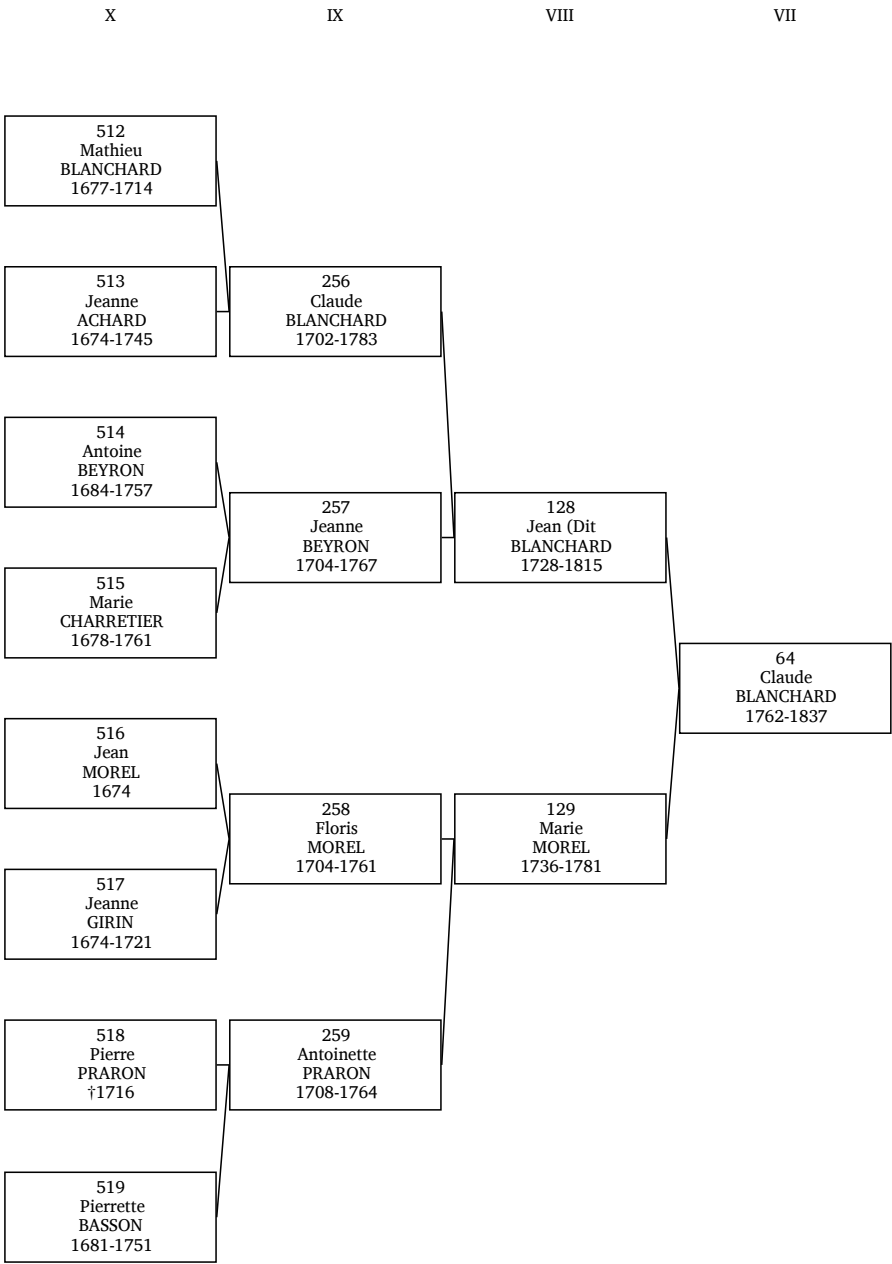 X IX VIII VII
512
Mathieu
BLANCHARD
1677-1714
513
Jeanne
ACHARD
1674-1745
514
Antoine
BEYRON
1684-1757
515
Marie
CHARRETIER
1678-1761
516
Jean
MOREL
1674
517
Jeanne
GIRIN
1674-1721
518
Pierre
PRARON
†1716
519
Pierrette
BASSON
1681-1751
256
Claude
BLANCHARD
1702-1783
257
Jeanne
BEYRON
1704-1767
258
Floris
MOREL
1704-1761
259
Antoinette
PRARON
1708-1764
128
Jean (Dit
BLANCHARD
1728-1815
129
Marie
MOREL
1736-1781
64
Claude
BLANCHARD
1762-1837